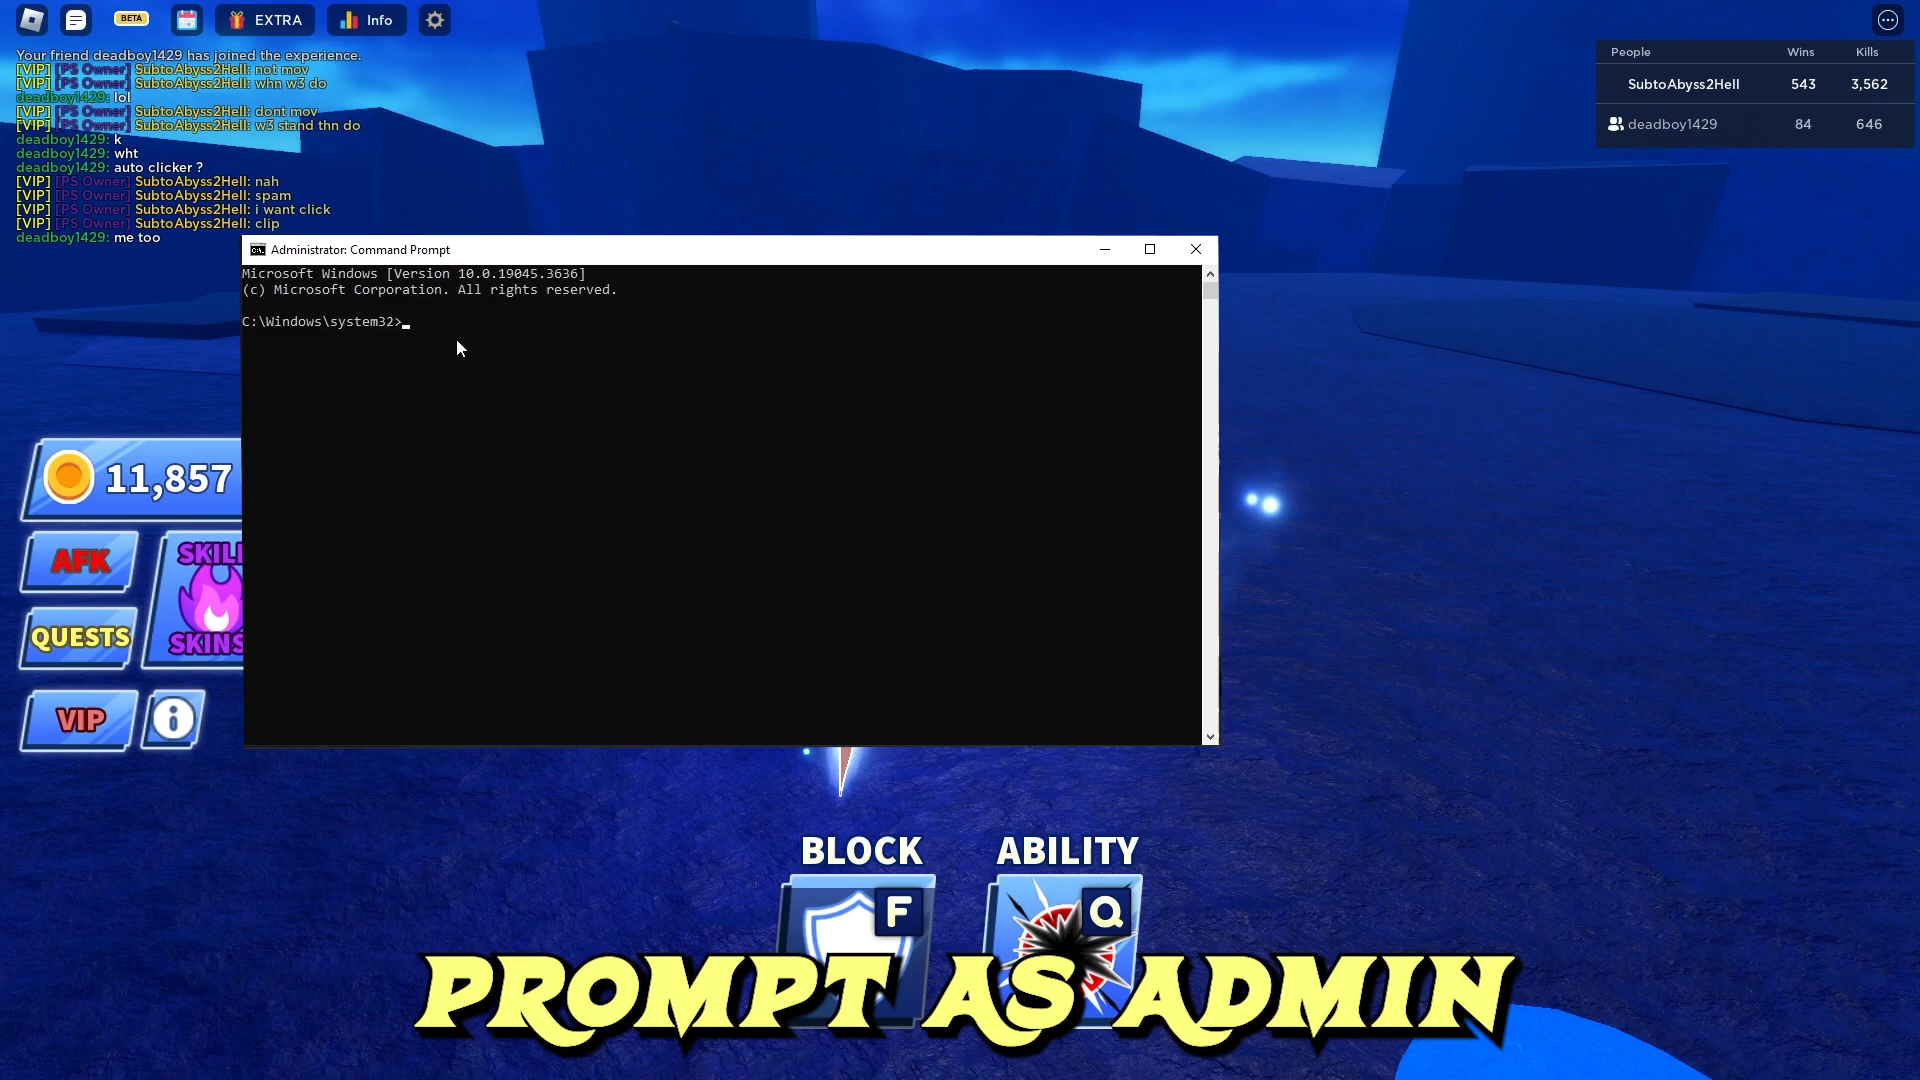 BETA
EXTRA
Info
Your friend deadboy1429 has joined the experience.
[VIP] [PS Owner] SubtoAbyss2Hell: not mov
[VIP] [PS Owner] SubtoAbyss2Hell: whn w3 do
deadboy1429: lol
[VIP] [PS Owner] SubtoAbyss2Hell: dont mov
[VIP] [PS Owner] SubtoAbyss2Hell: w3 stand thn do
deadboy1429: k
deadboy1429: wht
deadboy1429: auto clicker ?
[VIP] [PS Owner] SubtoAbyss2Hell: nah
[VIP] [PS Owner] SubtoAbyss2Hell: spam
[VIP] [PS Owner] SubtoAbyss2Hell: i want click
[VIP] [PS Owner] SubtoAbyss2Hell: clip
deadboy1429: me too
People Wins Kills
SubtoAbyss2Hell 543 3,562
deadboy1429 84 646
Administrator: Command Prompt
Microsoft Windows [Version 10.0.19045.3636]
(c) Microsoft Corporation. All rights reserved.
C:\Windows\system32>
11,857
AFK
SKILL
SKINS
QUESTS
VIP
BLOCK
ABILITY
F
Q
PROMPT AS ADMIN